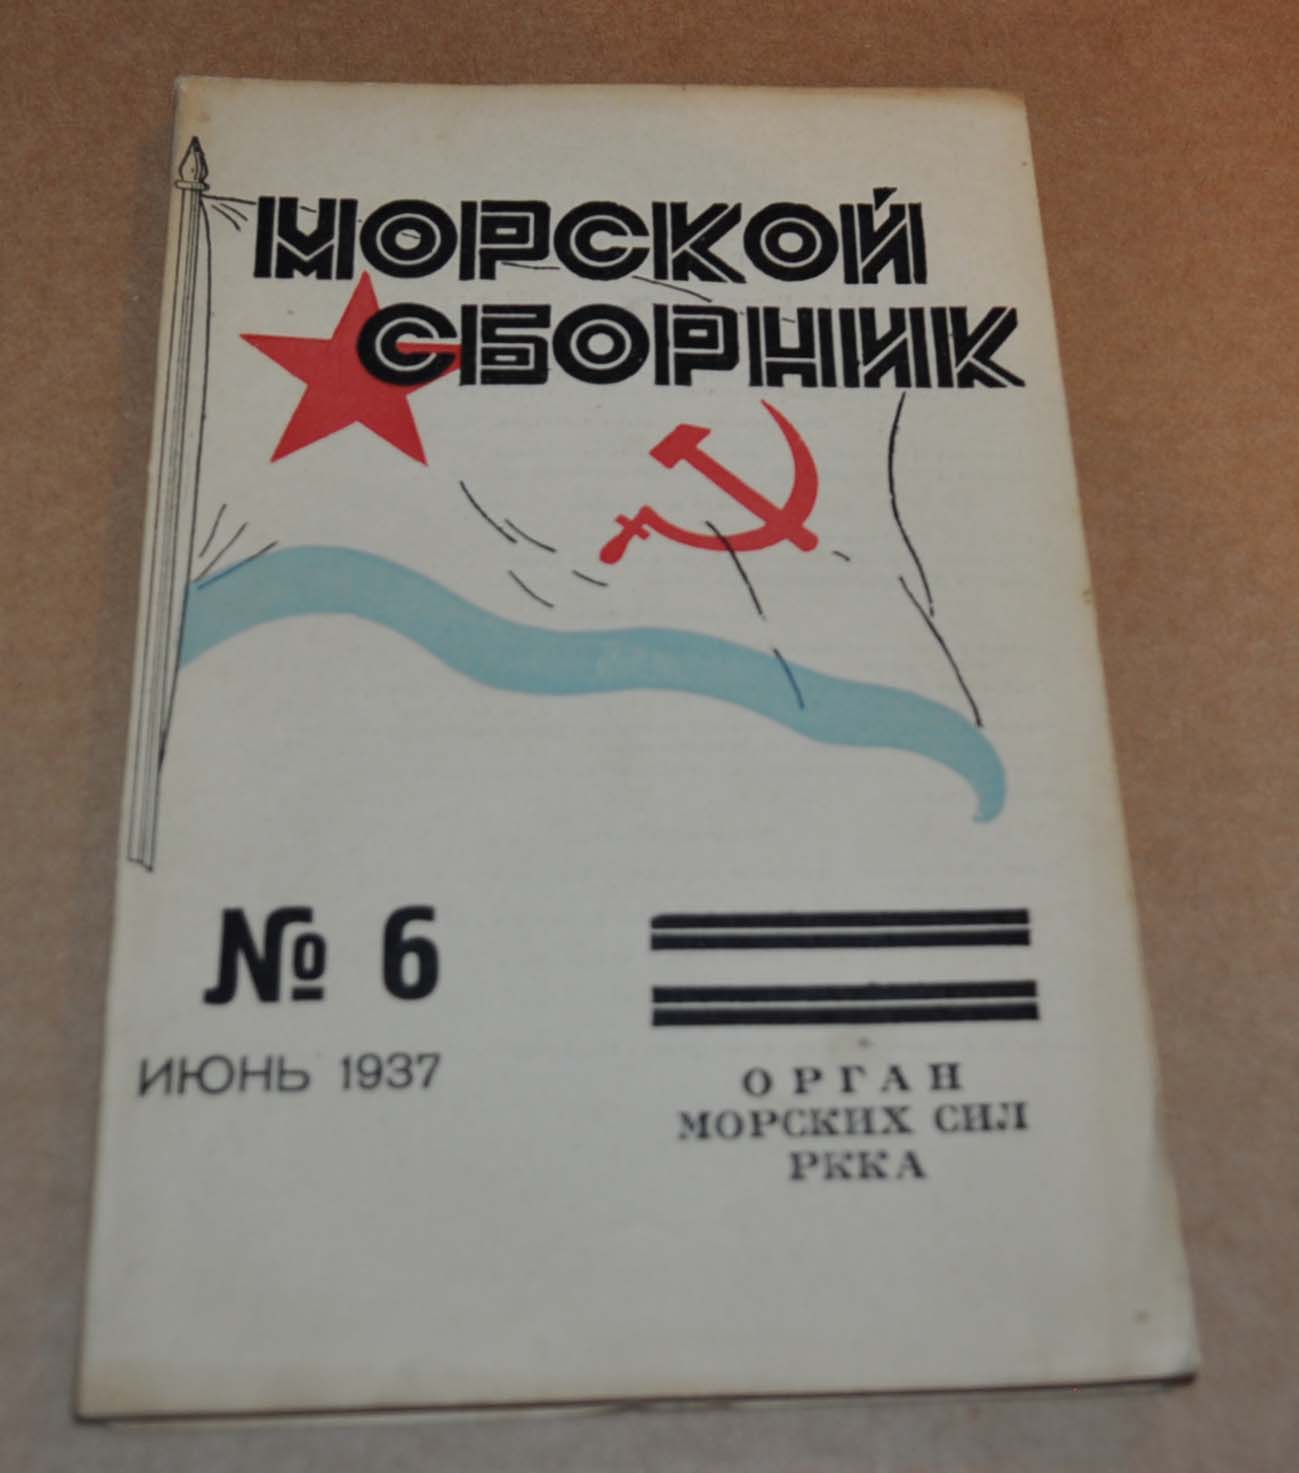 МОРСКОЙ
СБОРНИК
№ 6
ИЮНЬ 1937
ОРГАН
МОРСКИХ СИЛ
РККА